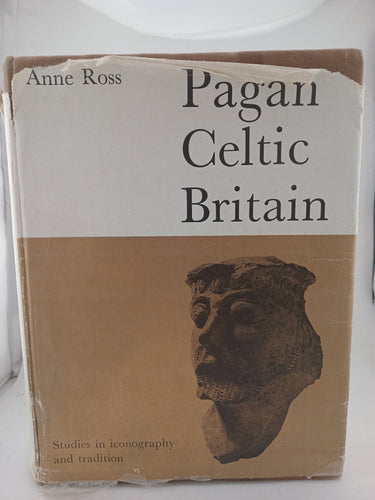 Anne Ross
Pagan
Celtic
Britain
Studies in iconography
and tradition